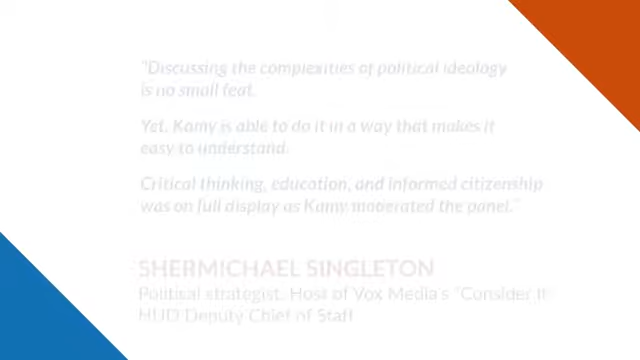 "Discussing the complexities of political ideology
is no small feat.
Yet, Kamy is able to do it in a way that makes it
easy to understand.
Critical thinking, education, and informed citizenship
was on full display as Kamy moderated the panel."
SHERMICHAEL SINGLETON
Political strategist, Host of Vox Media's "Consider It
HUD Deputy Chief of Staff